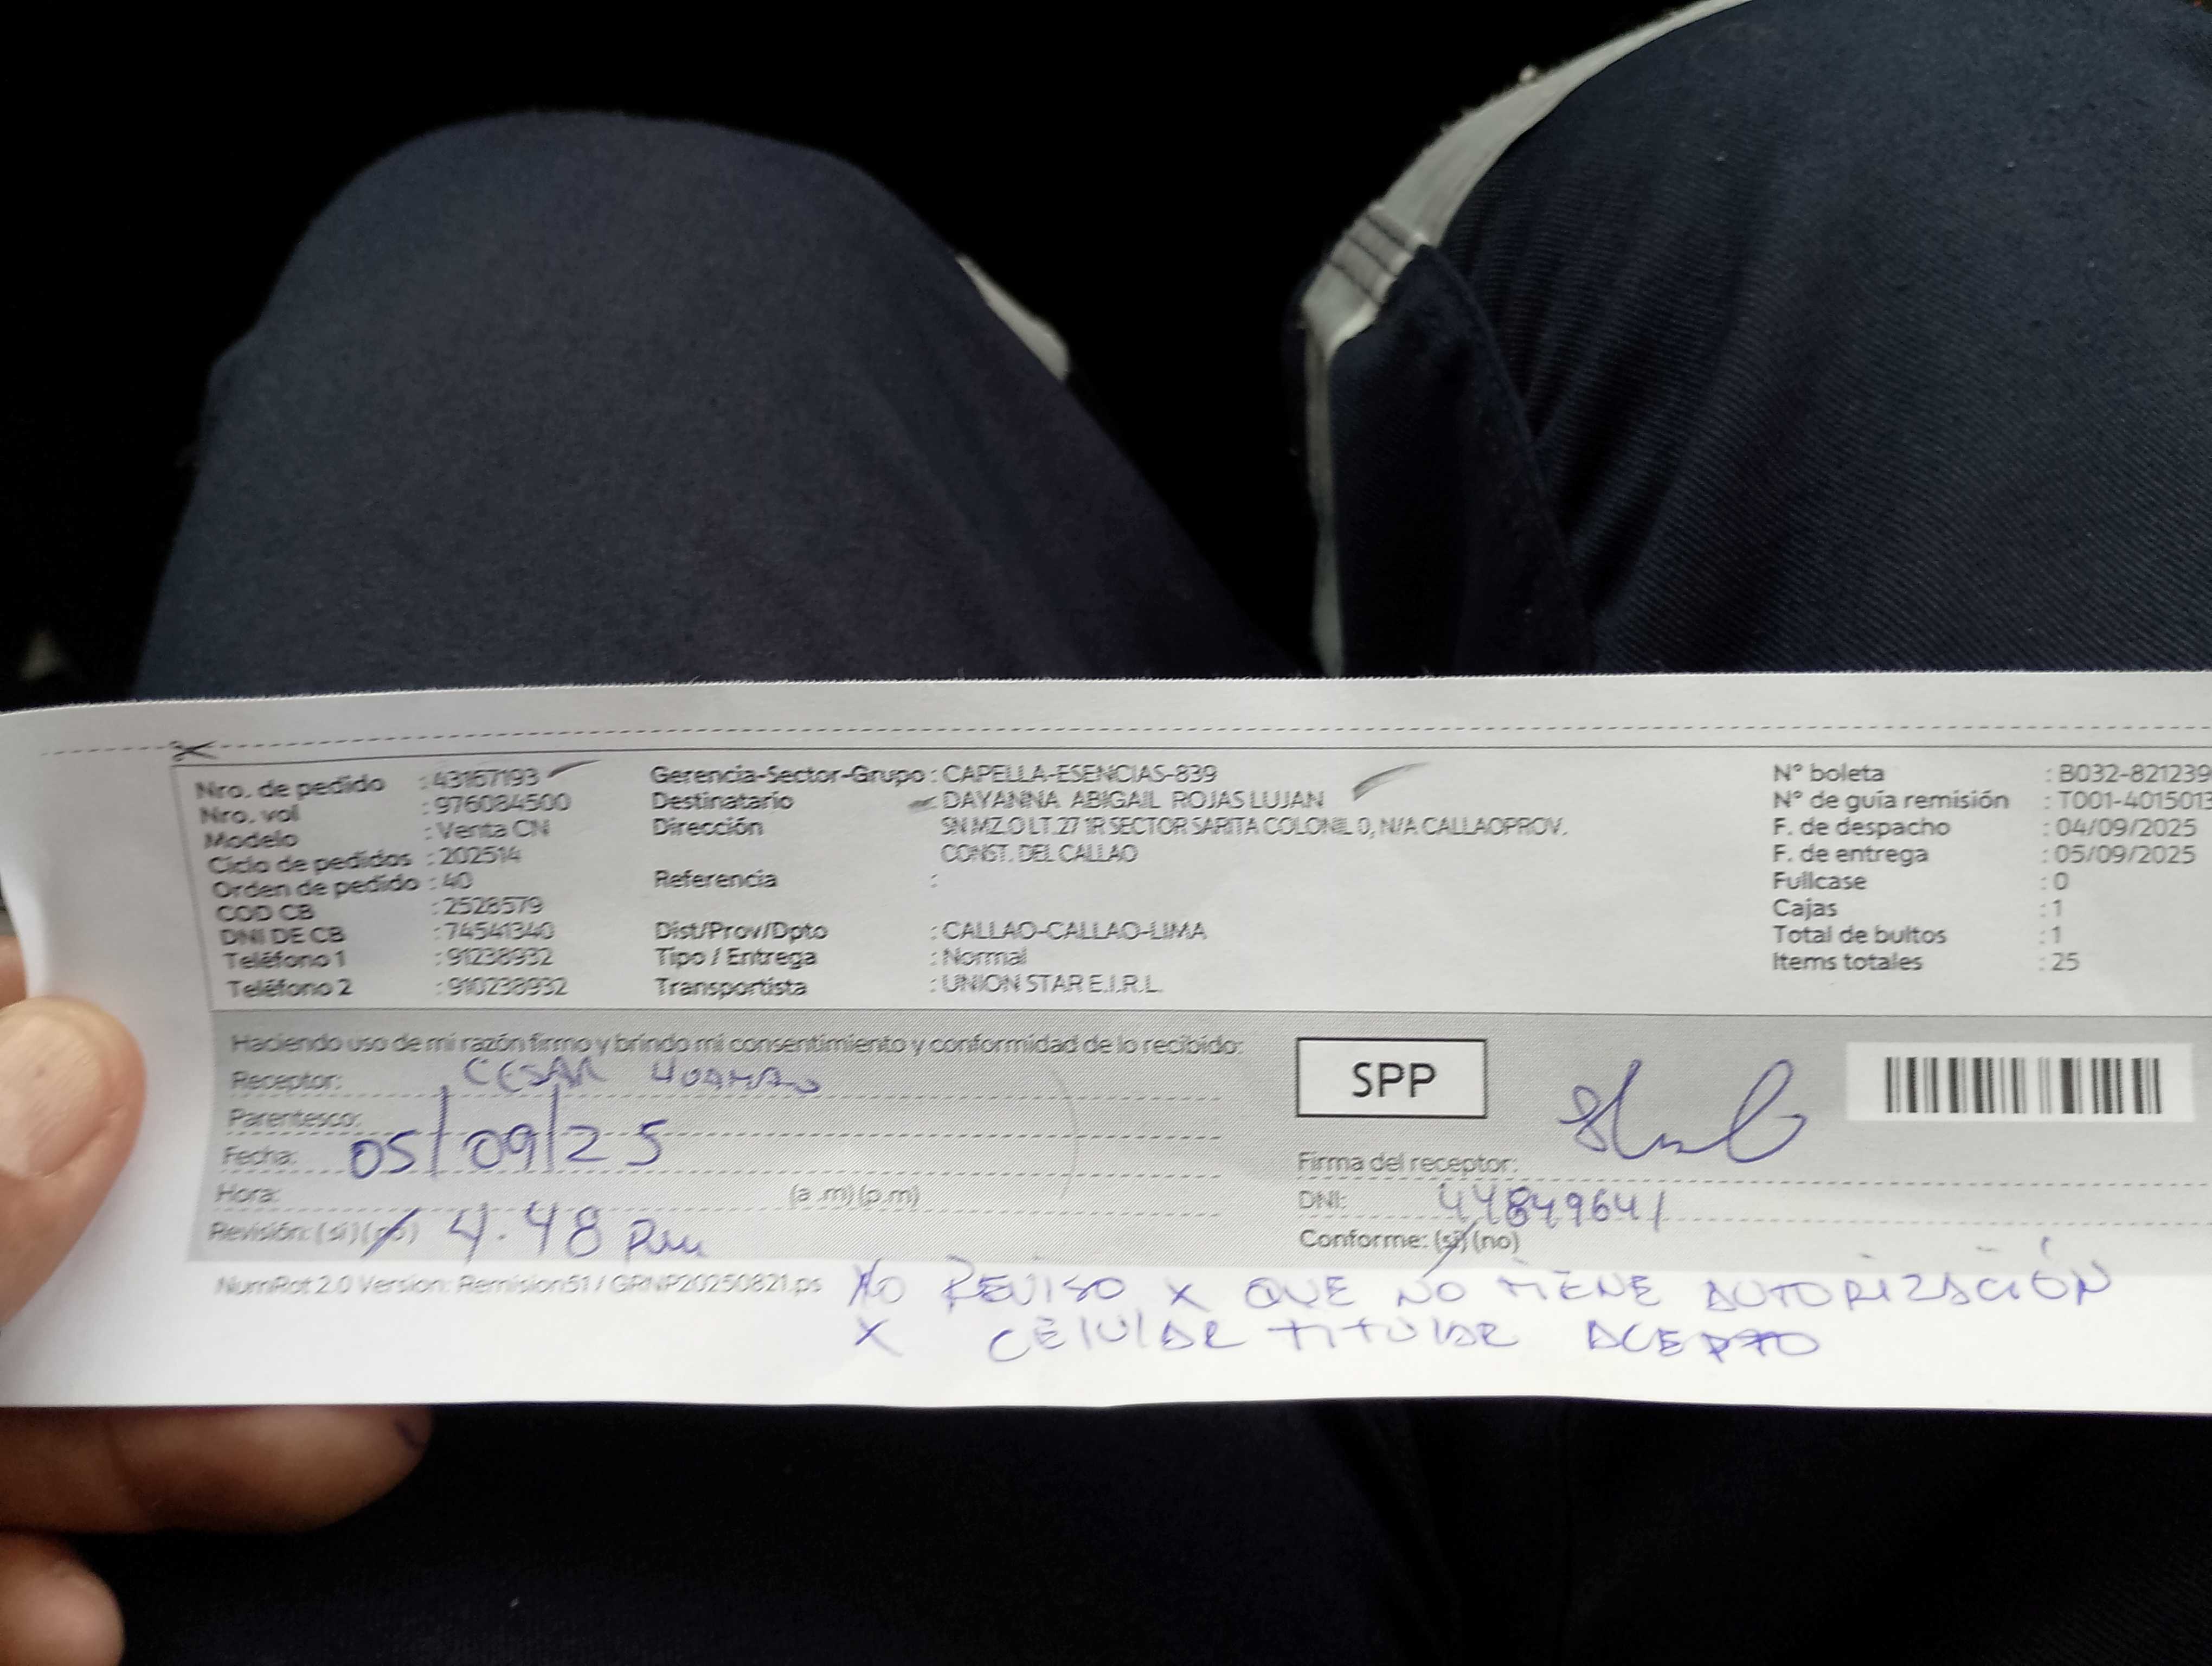 Nro. de pedido : 43167193
Nro. vol : 976084500
Modelo : Venta CN
Ciclo de pedidos : 202514
Orden de pedido : 40
COD CB : 2528579
DNI DE CB : 74541340
Teléfono 1 : 91238932
Teléfono 2 : 910238932
Gerencia-Sector-Grupo : CAPELLA-ESENCIAS-839
Destinatario : DAYANNA ABIGAIL ROJAS LUJAN
Dirección SN MZ.O LT.27 1R SECTOR SARITA COLONIL 0, N/A CALLAOPROV.
CONST. DEL CALLAO
Referencia :
Dist/Prov/Dpto : CALLAO-CALLAO-LIMA
Tipo / Entrega : Normal
Transportista : UNION STAR E.I.R.L.
N° boleta : B032-821239
N° de guía remisión : T001-4015013
F. de despacho : 04/09/2025
F. de entrega : 05/09/2025
Fullcase : 0
Cajas : 1
Total de bultos : 1
Items totales : 25
Haciendo uso de mi razón firmo y brindo mi consentimiento y conformidad de lo recibido:
Receptor: CESAR
Parentesco:
Fecha: 05/09/25
Hora: (a.m)(p.m)
Revisión: (si)(no) 4.48 Pm
SPP
Firma del receptor:
DNI: 44849641
Conforme: (si)(no)
NumRot 2.0 Version: Remision51 / GRNP20250821.ps
NO REVISO X QUE NO TIENE AUTORIZACIÓN
X CELULAR TITULAR ACEPTO